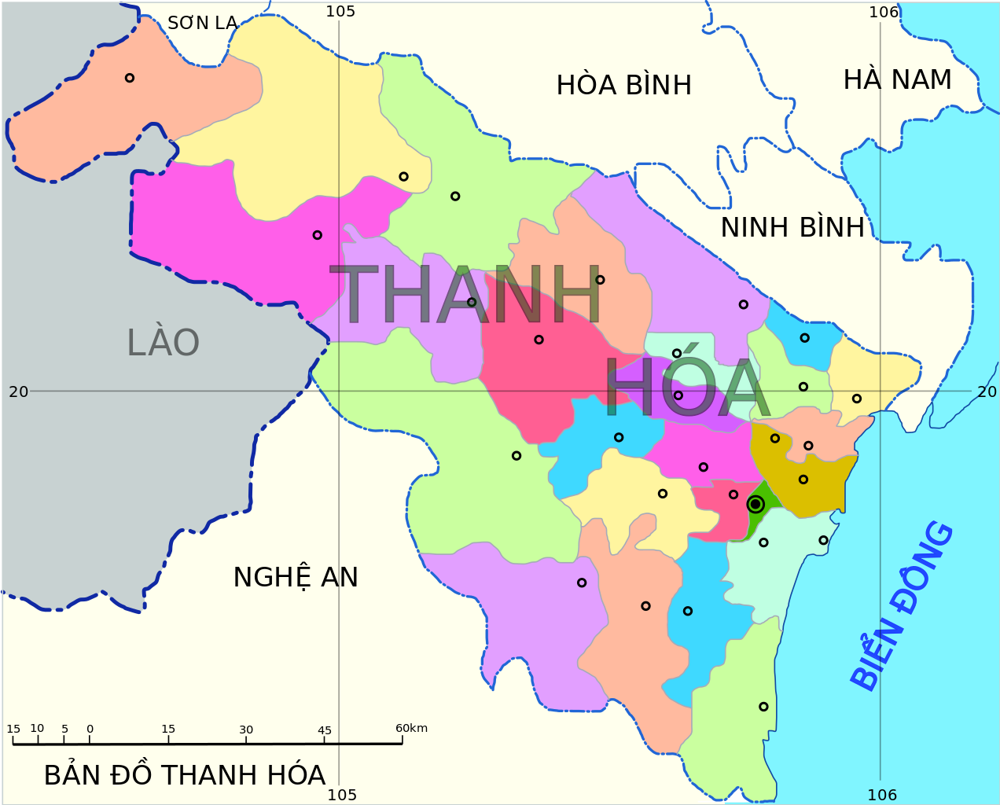 105
106
SƠN LA
HÒA BÌNH
HÀ NAM
NINH BÌNH
THANH
LÀO
HÓA
20
20
NGHỆ AN
BIỂN ĐÔNG
15 10 5 0 15 30 45 60km
BẢN ĐỒ THANH HÓA
105
106